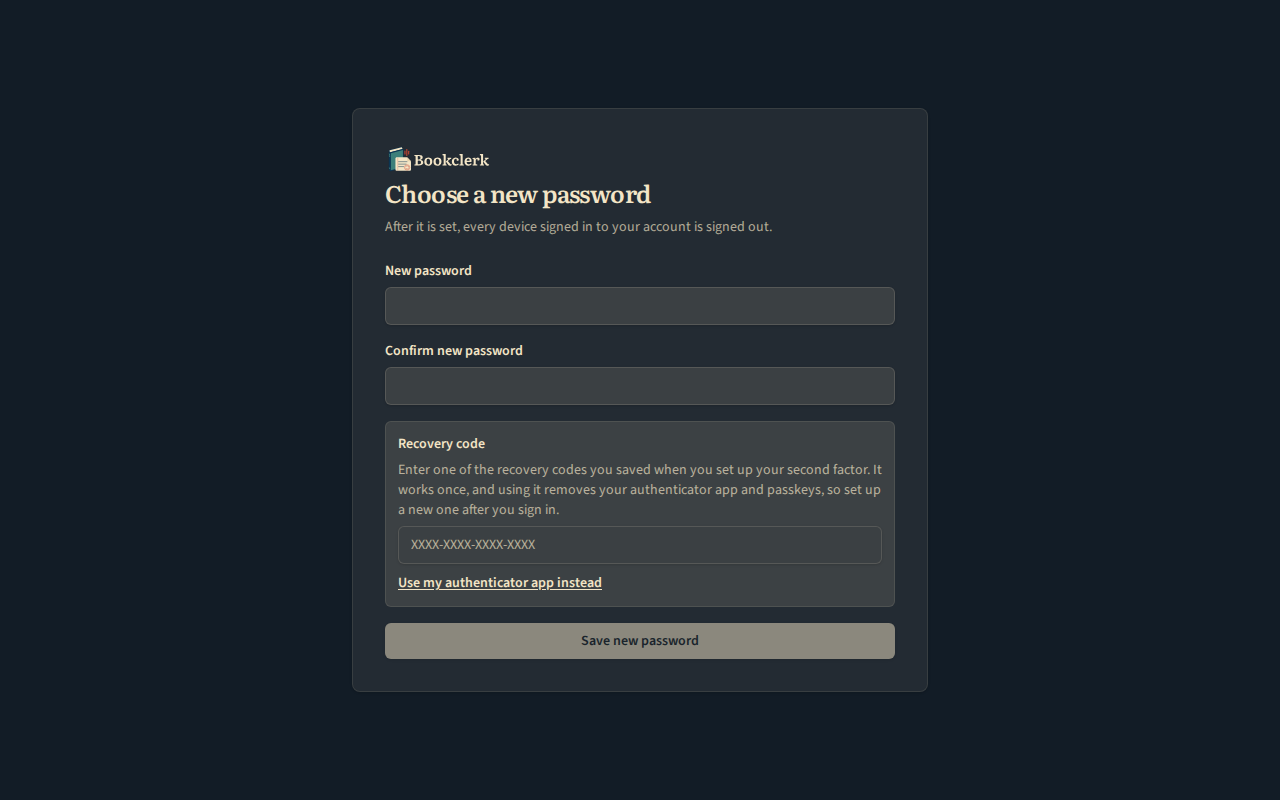 Bookclerk
Choose a new password
After it is set, every device signed in to your account is signed out.
New password
Confirm new password
Recovery code
Enter one of the recovery codes you saved when you set up your second factor. It
works once, and using it removes your authenticator app and passkeys, so set up
a new one after you sign in.
XXXX-XXXX-XXXX-XXXX
Use my authenticator app instead
Save new password